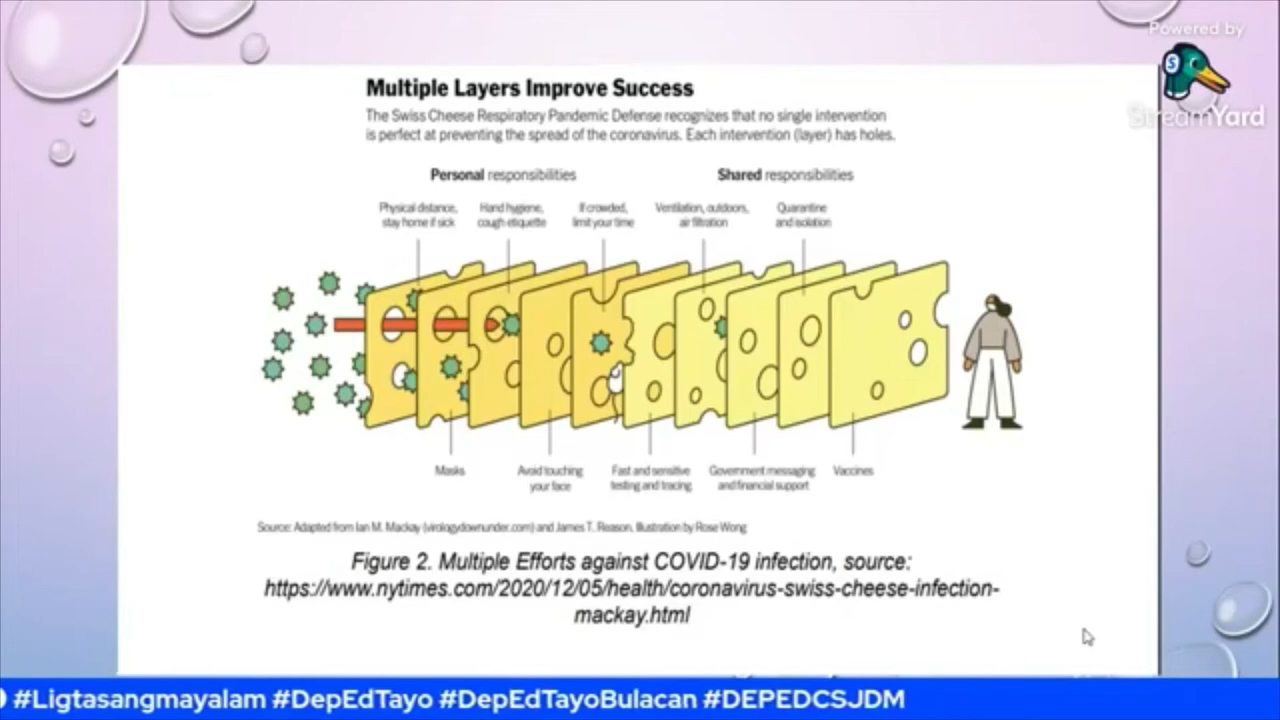 Powered by
StreamYard
Multiple Layers Improve Success
The Swiss Cheese Respiratory Pandemic Defense recognizes that no single intervention
is perfect at preventing the spread of the coronavirus. Each intervention (layer) has holes.
Personal responsibilities
Shared responsibilities
Physical distance,
stay home if sick
Hand hygiene,
cough etiquette
If crowded,
limit your time
Ventilation, outdoors,
air filtration
Quarantine
and isolation
Masks
Avoid touching
your face
Fast and sensitive
testing and tracing
Government messaging
and financial support
Vaccines
Source: Adapted from Ian M. Mackay (virologydownunder.com) and James T. Reason. Illustration by Rose Wong
Figure 2. Multiple Efforts against COVID-19 infection, source:
https://www.nytimes.com/2020/12/05/health/coronavirus-swiss-cheese-infection-
mackay.html
#Ligtasangmayalam #DepEdTayo #DepEdTayoBulacan #DEPEDCSJDM